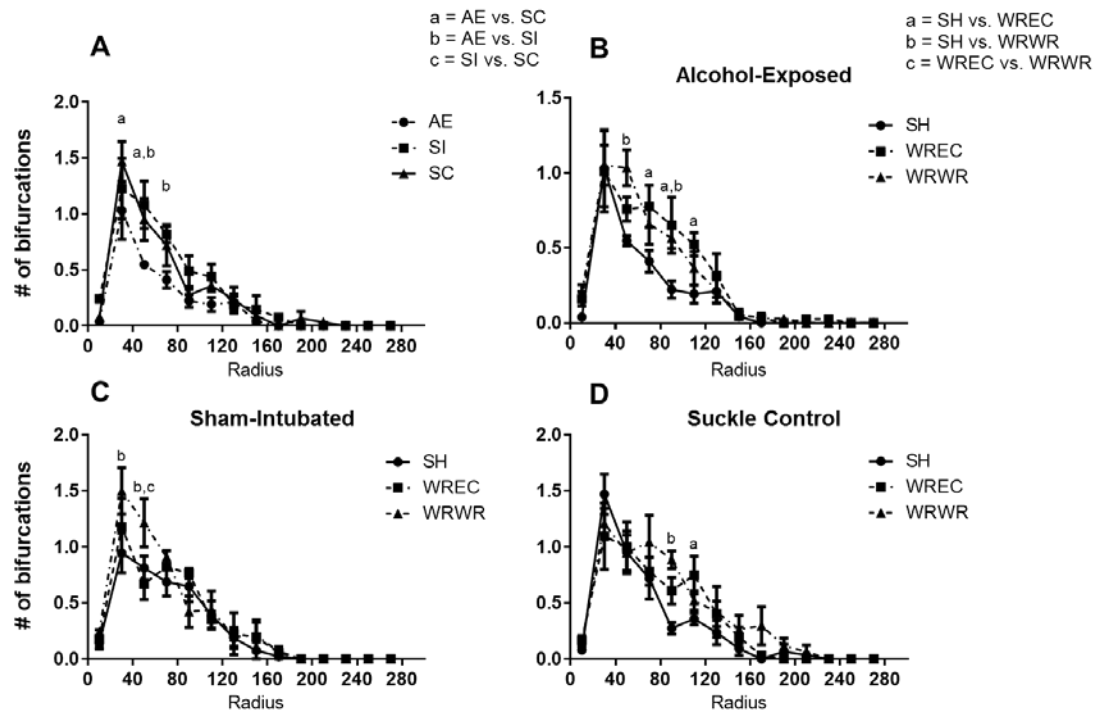 a = AE vs. SC
b = AE vs. SI
c = SI vs. SC
a = SH vs. WREC
b = SH vs. WRWR
c = WREC vs. WRWR
A
# of bifurcations
2.0
1.5
1.0
0.5
0.0
a
a,b
b
AE
SI
SC
0 40 80 120 160 200 240 280
Radius
B
Alcohol-Exposed
1.5
1.0
0.5
0.0
b
a
a,b
a
SH
WREC
WRWR
0 40 80 120 160 200 240 280
Radius
C
Sham-Intubated
# of bifurcations
2.0
1.5
1.0
0.5
0.0
b
b,c
SH
WREC
WRWR
0 40 80 120 160 200 240 280
Radius
D
Suckle Control
2.0
1.5
1.0
0.5
0.0
b
a
SH
WREC
WRWR
0 40 80 120 160 200 240 280
Radius